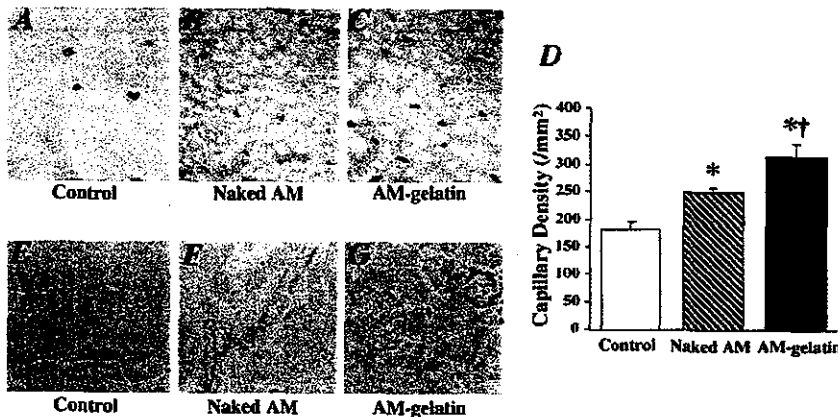 A
B
C
Control
Naked AM
AM-gelatin
E
F
G
Control
Naked AM
AM-gelatin
D
Capillary Density (/mm²)
400
350
300
250
200
150
100
50
0
*
*†
Control
Naked AM
AM-gelatin